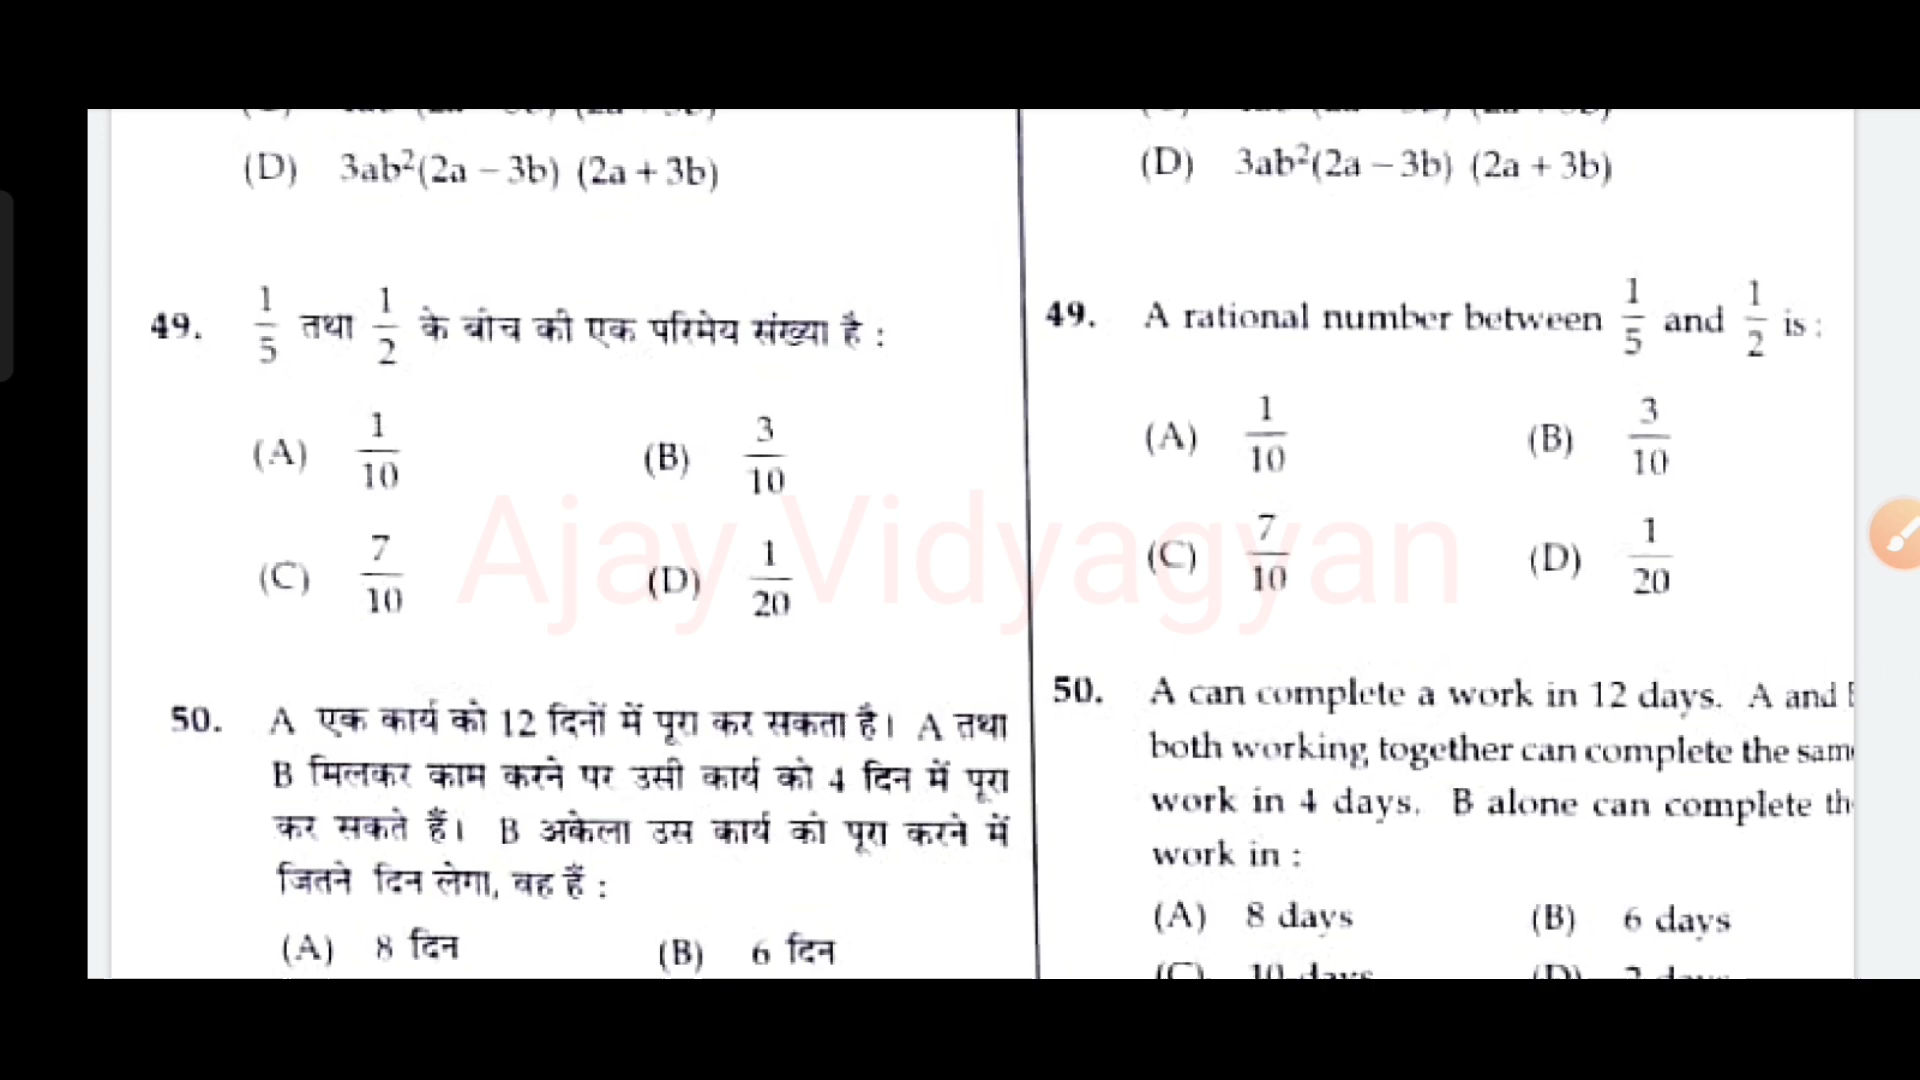 (D) 3ab²(2a – 3b) (2a + 3b)
49. 1/5 तथा 1/2 के बीच की एक परिमेय संख्या है :
(A) 1/10 (B) 3/10
(C) 7/10 (D) 1/20
50. A एक कार्य को 12 दिनों में पूरा कर सकता है। A तथा
B मिलकर काम करने पर उसी कार्य को 4 दिन में पूरा
कर सकते हैं। B अकेला उस कार्य को पूरा करने में
जितने दिन लेगा, वह हैं :
(A) 8 दिन (B) 6 दिन
(D) 3ab²(2a – 3b) (2a + 3b)
49. A rational number between 1/5 and 1/2 is :
(A) 1/10 (B) 3/10
(C) 7/10 (D) 1/20
50. A can complete a work in 12 days. A and
both working together can complete the sam
work in 4 days. B alone can complete th
work in :
(A) 8 days (B) 6 days
Ajay Vidyagyan